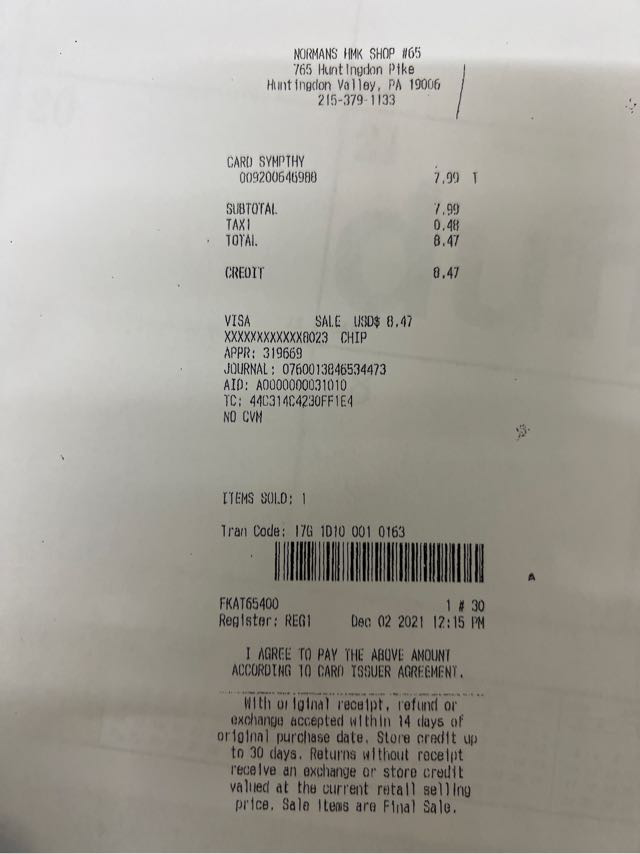 NORMANS HMK SHOP #65
765 Huntingdon Pike
Huntingdon Valley, PA 19006
215-379-1133
CARD SYMPTHY
009200646988 7.99 T
SUBTOTAL 7.99
TAX1 0.48
TOTAL 8.47
CREDIT 8.47
VISA SALE USD$ 8.47
XXXXXXXXXXXX8023 CHIP
APPR: 319669
JOURNAL: 0760013846534473
AID: A0000000031010
TC: 44C314C4230FF1E4
NO CVM
ITEMS SOLD: 1
Tran Code: 17G 1D10 001 0163
FKAT65400 1 # 30
Register: REG1 Dec 02 2021 12:15 PM
I AGREE TO PAY THE ABOVE AMOUNT
ACCORDING TO CARD ISSUER AGREEMENT.
With original receipt, refund or
exchange accepted within 14 days of
original purchase date. Store credit up
to 30 days. Returns without receipt
receive an exchange or store credit
valued at the current retail selling
price. Sale Items are Final Sale.